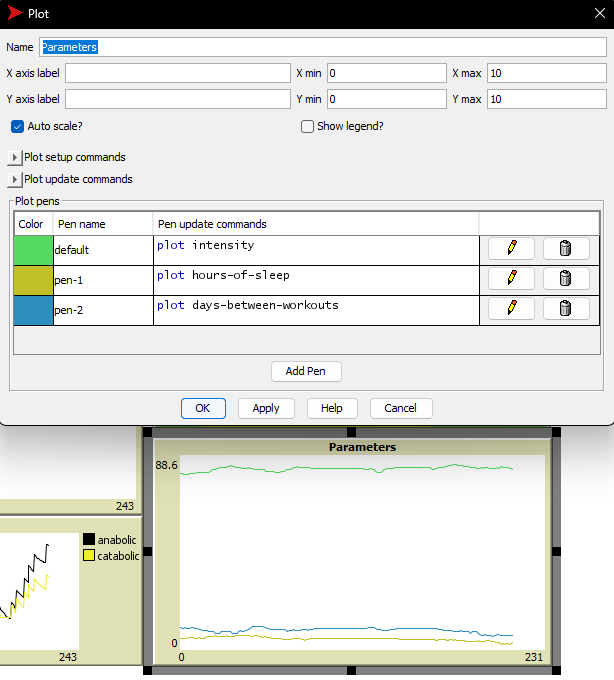 Plot
Name Parameters
X axis label X min 0 X max 10
Y axis label Y min 0 Y max 10
Auto scale? Show legend?
Plot setup commands
Plot update commands
Plot pens
Color Pen name Pen update commands
default plot intensity
pen-1 plot hours-of-sleep
pen-2 plot days-between-workouts
Add Pen
OK Apply Help Cancel
Parameters
88.6
0
0 231
243
anabolic
catabolic
243